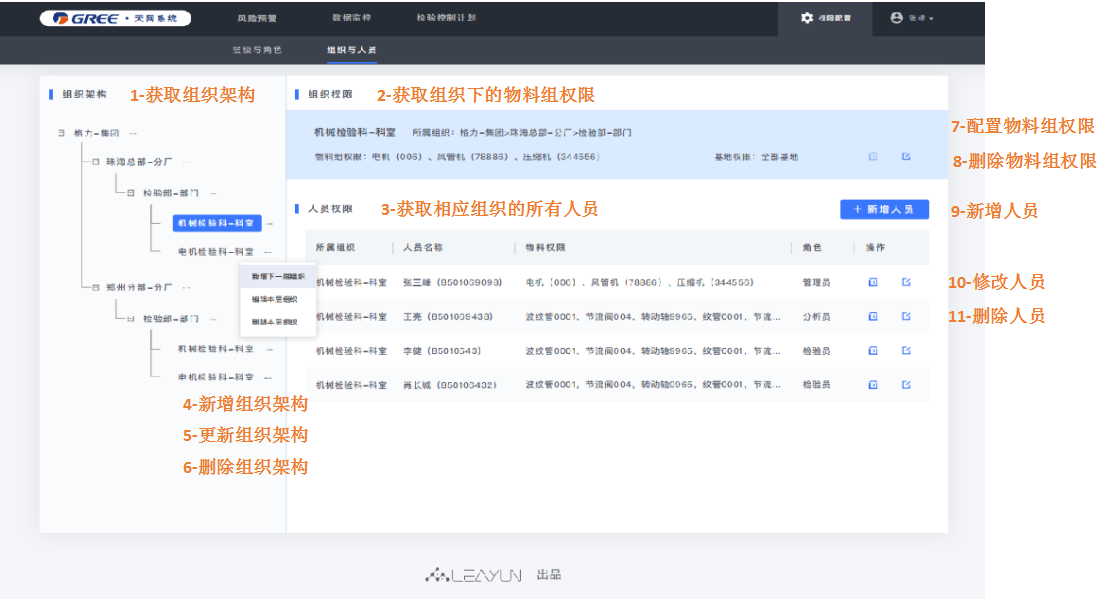 GREE · 天网系统
风险预警
数据监控
检验控制计划
权限配置
层级与角色
组织与人员
组织架构
1-获取组织架构
格力-集团 ...
珠海总部-分厂 ...
检验部-部门 ...
机械检验科-科室 ...
电机检验科-科室 ...
新增下一层组织
编辑本层组织
删除本层组织
郑州分部-分厂 ...
检验部-部门 ...
机械检验科-科室 ...
电机检验科-科室 ...
4-新增组织架构
5-更新组织架构
6-删除组织架构
组织权限
2-获取组织下的物料组权限
机械检验科-科室 所属组织：格力-集团>珠海总部-分厂>检验部-部门
物料组权限：电机（006）、风管机（78886）、压缩机（344556） 基地权限：全部基地
7-配置物料组权限
8-删除物料组权限
人员权限
3-获取相应组织的所有人员
+ 新增人员
9-新增人员
所属组织 人员名称 物料权限 角色 操作
机械检验科-科室 张三峰 电机（006）、风管机（78886）、压缩机（344556） 管理员
10-修改人员
机械检验科-科室 王亮 波纹管0001，节流阀004、转动轴9965，纹管0001，节流... 分析员
11-删除人员
机械检验科-科室 李健 波纹管0001，节流阀004、转动轴9965，纹管0001，节流... 检验员
机械检验科-科室 肖长城 波纹管0001，节流阀004、转动轴9965，纹管0001，节流... 检验员
LEAYUN 出品